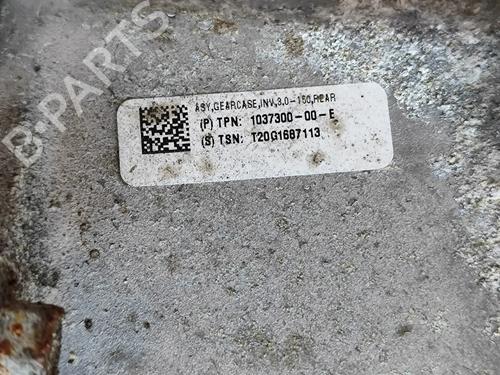 B-PARTS
ASY,GEARCASE,INV,3.0-150,REAR
(P) TPN: 1037300-00-E
(S) TSN: T20G1687113